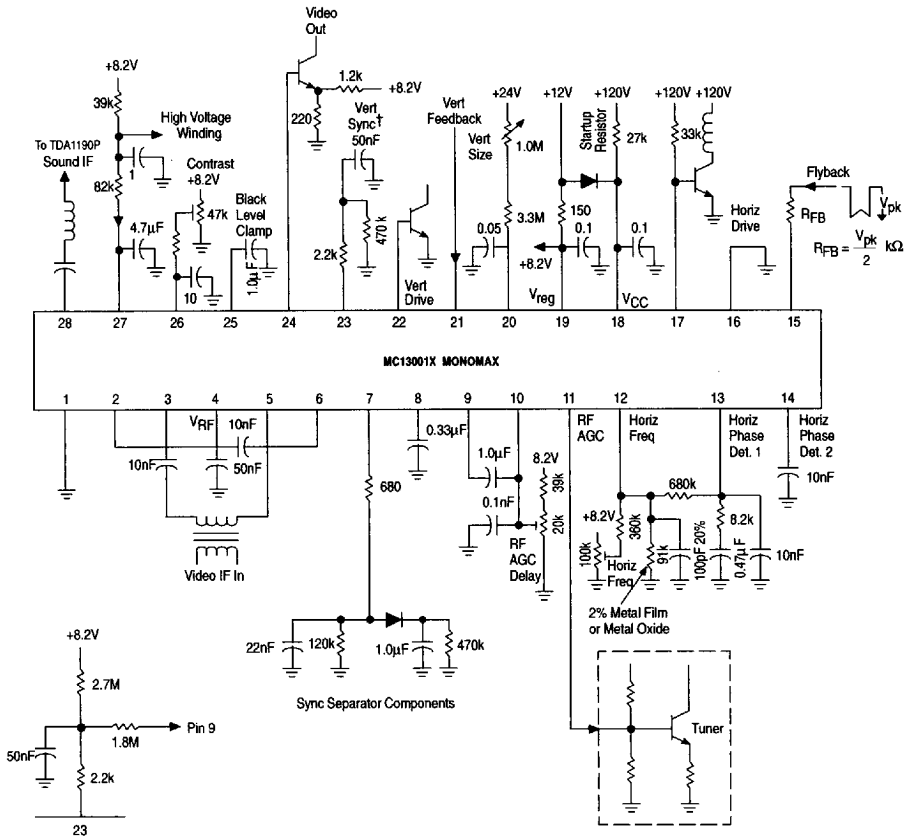 Video
Out
+8.2V
39k
High Voltage
Winding
1
To TDA1190P
Sound IF
82k
4.7μF
Contrast
+8.2V
47k
10
Black
Level
Clamp
1.0μF
1.2k
+8.2V
220
Vert
Sync†
50nF
470 k
2.2k
Vert
Drive
Vert
Feedback
+24V
Vert
Size
1.0M
3.3M
0.05
+12V
Startup
Resistor
+120V
27k
150
0.1
0.1
+8.2V
Vreg
VCC
+120V
+120V
33k
Horiz
Drive
Flyback
Vpk
RFB
RFB = Vpk/2 kΩ
28 27 26 25 24 23 22 21 20 19 18 17 16 15
MC13001X MONOMAX
1 2 3 4 5 6 7 8 9 10 11 12 13 14
VRF
10nF
10nF
50nF
Video IF In
680
0.33μF
1.0μF
0.1nF
8.2V
39k
20k
RF
AGC
Delay
RF
AGC
Horiz
Freq
Horiz
Phase
Det. 1
Horiz
Phase
Det. 2
10nF
680k
+8.2V
360k
100k
Horiz
Freq
91k
100pF 20%
8.2k
0.47μF
10nF
2% Metal Film
or Metal Oxide
22nF
120k
1.0μF
470k
Sync Separator Components
Tuner
+8.2V
2.7M
Pin 9
1.8M
50nF
2.2k
23